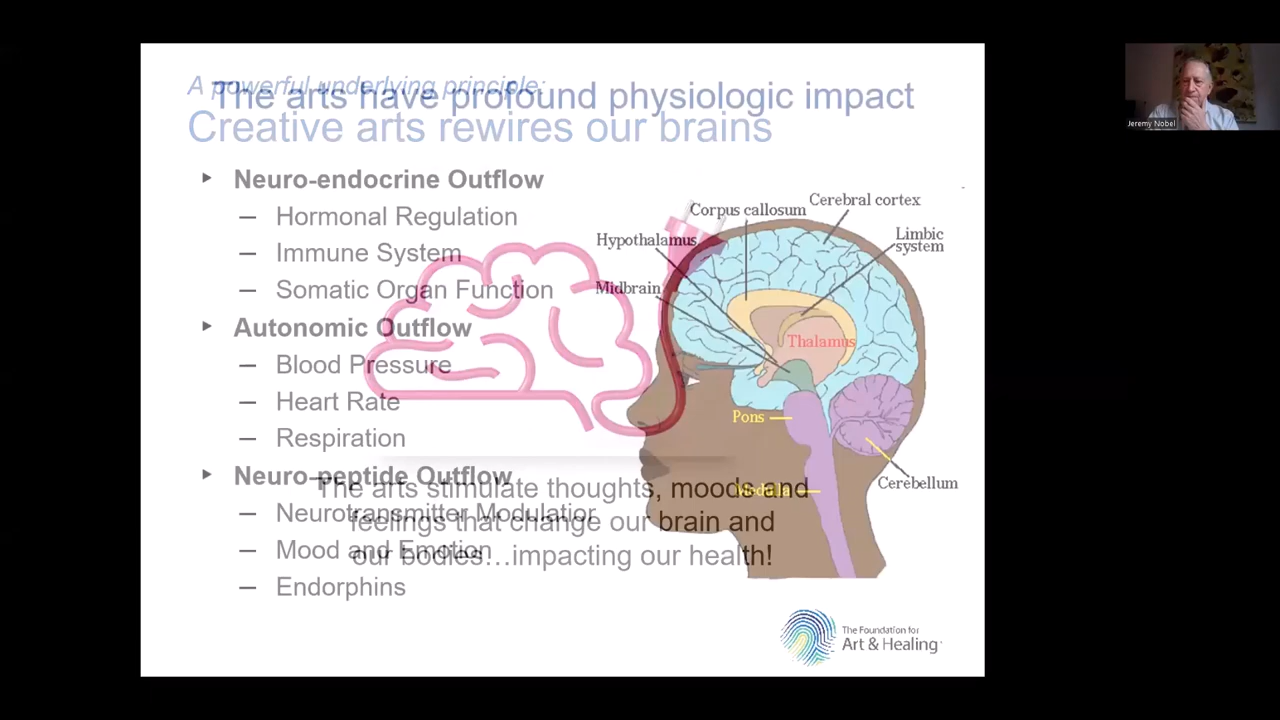 A powerful underlying principle:
The arts have profound physiologic impact
Creative arts rewires our brains
▸ Neuro-endocrine Outflow
– Hormonal Regulation
– Immune System
– Somatic Organ Function
▸ Autonomic Outflow
– Blood Pressure
– Heart Rate
– Respiration
▸ Neuro-peptide Outflow
– Neurotransmitter Modulation
– Mood and Emotion
– Endorphins
The arts stimulate thoughts, moods and
feelings that change our brain and
our bodies…impacting our health!
Corpus callosum
Cerebral cortex
Hypothalamus
Limbic
system
Midbrain
Thalamus
Pons
Medulla
Cerebellum
The Foundation for
Art & Healing
Jeremy Nobel